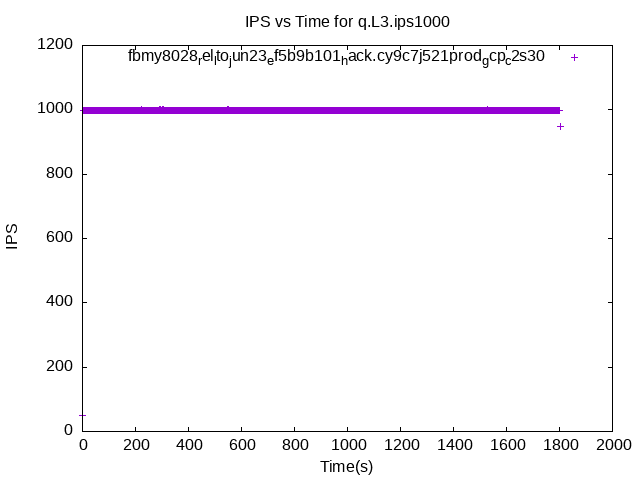 IPS vs Time for q.L3.ips1000
fbmy8028relltojun23ef5b9b101hack.cy9c7j521prodgcpc2s30
1200
1000
800
600
400
200
0
IPS
0 200 400 600 800 1000 1200 1400 1600 1800 2000
Time(s)